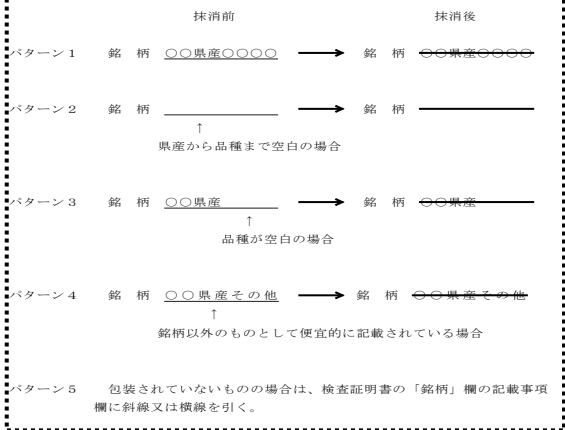 抹消前 抹消後
パターン１ 銘 柄 ○○県産○○○○ → 銘 柄 ○○県産○○○○
パターン２ 銘 柄 → 銘 柄
↑
県産から品種まで空白の場合
パターン３ 銘 柄 ○○県産 → 銘 柄 ○○県産
↑
品種が空白の場合
パターン４ 銘 柄 ○○県産その他 → 銘 柄 ○○県産その他
↑
銘柄以外のものとして便宜的に記載されている場合
パターン５ 包装されていないものの場合は、検査証明書の「銘柄」欄の記載事項
欄に斜線又は横線を引く。